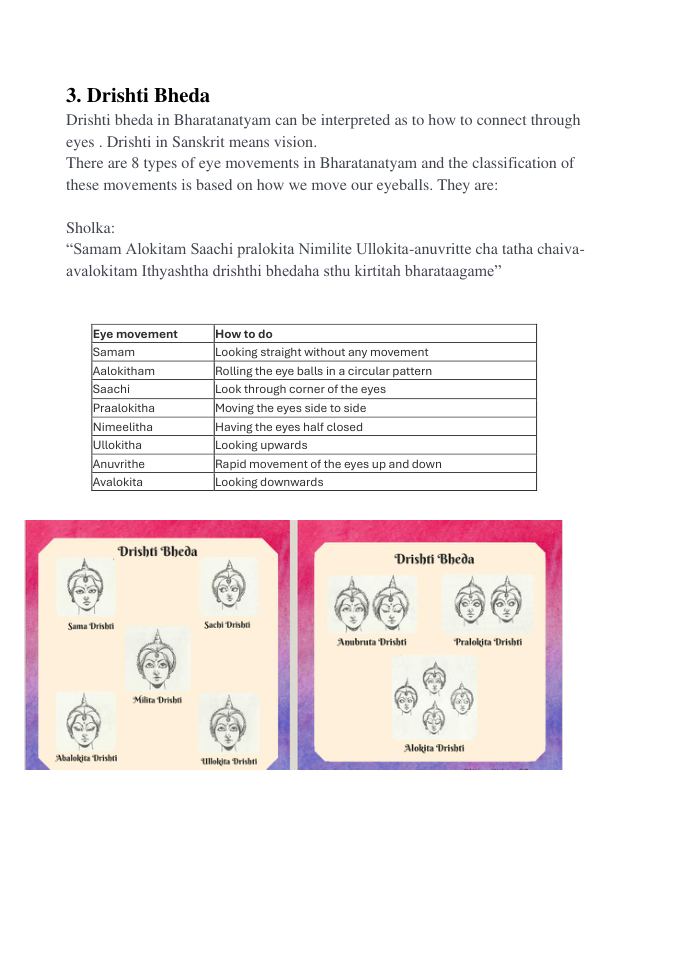 3. Drishti Bheda
Drishti bheda in Bharatanatyam can be interpreted as to how to connect through
eyes . Drishti in Sanskrit means vision.
There are 8 types of eye movements in Bharatanatyam and the classification of
these movements is based on how we move our eyeballs. They are:
Sholka:
“Samam Alokitam Saachi pralokita Nimilite Ullokita-anuvritte cha tatha chaiva-
avalokitam Ithyashtha drishthi bhedaha sthu kirtitah bharataagame”
Eye movement How to do
Samam Looking straight without any movement
Aalokitham Rolling the eye balls in a circular pattern
Saachi Look through corner of the eyes
Praalokitha Moving the eyes side to side
Nimeelitha Having the eyes half closed
Ullokitha Looking upwards
Anuvrithe Rapid movement of the eyes up and down
Avalokita Looking downwards
Drishti Bheda
Sama Drishti
Sachi Drishti
Milita Drishti
Abalokita Drishti
Ullokita Drishti
Drishti Bheda
Anubruta Drishti
Pralokita Drishti
Alokita Drishti